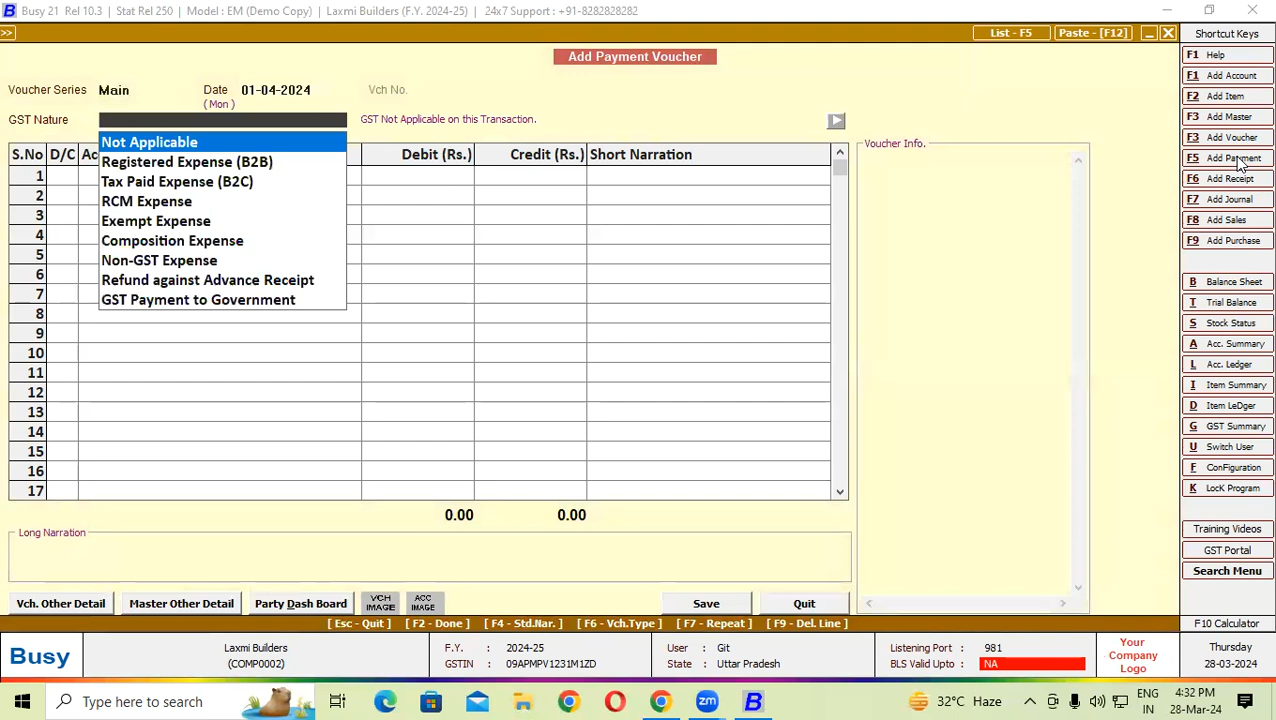 Busy 21 Rel 10.3 | Stat Rel 250 | Model : EM (Demo Copy) | Laxmi Builders (F.Y. 2024-25) | 24x7 Support : +91-8282828282
>> List - F5 Paste - [F12]
Shortcut Keys
Add Payment Voucher
Voucher Series Main Date 01-04-2024 Vch No.
( Mon )
GST Nature GST Not Applicable on this Transaction.
Not Applicable
Registered Expense (B2B)
Tax Paid Expense (B2C)
RCM Expense
Exempt Expense
Composition Expense
Non-GST Expense
Refund against Advance Receipt
GST Payment to Government
S.No D/C Ac Debit (Rs.) Credit (Rs.) Short Narration
1
2
3
4
5
6
7
8
9
10
11
12
13
14
15
16
17
0.00 0.00
Voucher Info.
Long Narration
Vch. Other Detail Master Other Detail Party Dash Board VCH IMAGE ACC IMAGE Save Quit
[ Esc - Quit ] [ F2 - Done ] [ F4 - Std.Nar. ] [ F6 - Vch.Type ] [ F7 - Repeat ] [ F9 - Del. Line ]
F1 Help
F1 Add Account
F2 Add Item
F3 Add Master
F3 Add Voucher
F5 Add Payment
F6 Add Receipt
F7 Add Journal
F8 Add Sales
F9 Add Purchase
B Balance Sheet
T Trial Balance
S Stock Status
A Acc. Summary
L Acc. Ledger
I Item Summary
D Item LeDger
G GST Summary
U Switch User
F ConFiguration
K LocK Program
Training Videos
GST Portal
Search Menu
F10 Calculator
Busy
Laxmi Builders
(COMP0002)
F.Y. : 2024-25
GSTIN : 09APMPV1231M1ZD
User : Git
State : Uttar Pradesh
Listening Port : 981
BLS Valid Upto : NA
Your
Company
Logo
Thursday
28-03-2024
Type here to search
32°C Haze
ENG
IN
4:32 PM
28-Mar-24